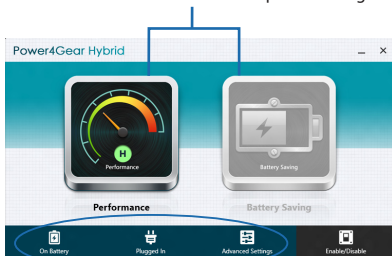 Power4Gear Hybrid
H
Performance
Battery Saving
Performance
Battery Saving
On Battery
Plugged In
Advanced Settings
Enable/Disable